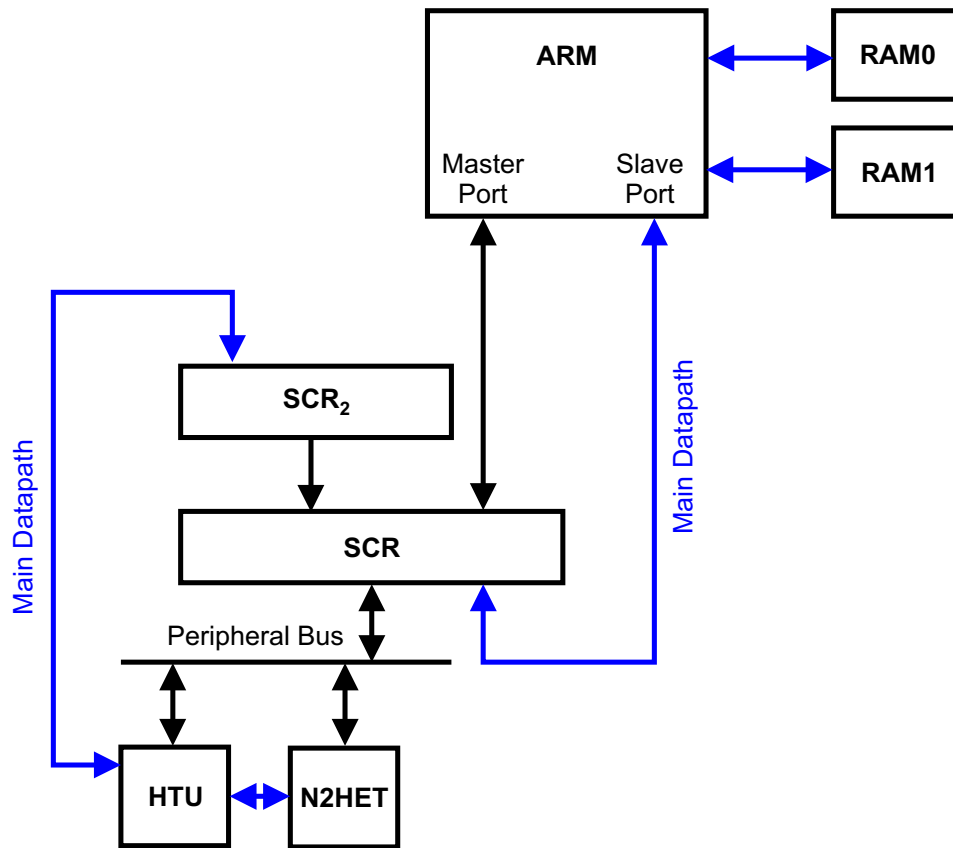 ARM
RAM0
Master
Port
Slave
Port
RAM1
SCR₂
Main Datapath
Main Datapath
SCR
Peripheral Bus
HTU
N2HET